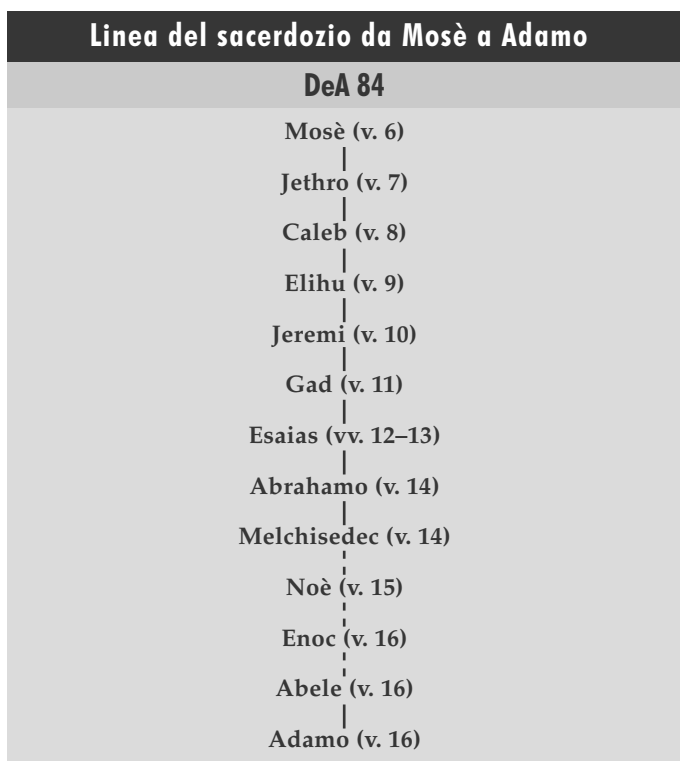 Linea del sacerdozio da Mosè a Adamo
DeA 84
Mosè (v. 6)
Jethro (v. 7)
Caleb (v. 8)
Elihu (v. 9)
Jeremi (v. 10)
Gad (v. 11)
Esaias (vv. 12–13)
Abrahamo (v. 14)
Melchisedec (v. 14)
Noè (v. 15)
Enoc (v. 16)
Abele (v. 16)
Adamo (v. 16)